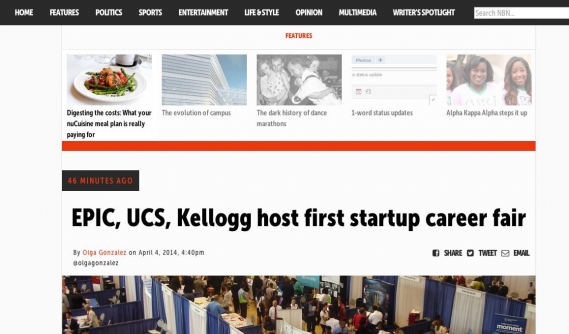 HOME FEATURES POLITICS SPORTS ENTERTAINMENT LIFE & STYLE OPINION MULTIMEDIA WRITER'S SPOTLIGHT Search NBN...
FEATURES
Digesting the costs: What your
nuCuisine meal plan is really
paying for
The evolution of campus
The dark history of dance
marathons
Photos +
1-word status updates
Alpha Kappa Alpha steps it up
46 MINUTES AGO
EPIC, UCS, Kellogg host first startup career fair
By Olga Gonzalez on April 4, 2014, 4:40pm
@olgagonzalez
SHARE TWEET EMAIL
moment